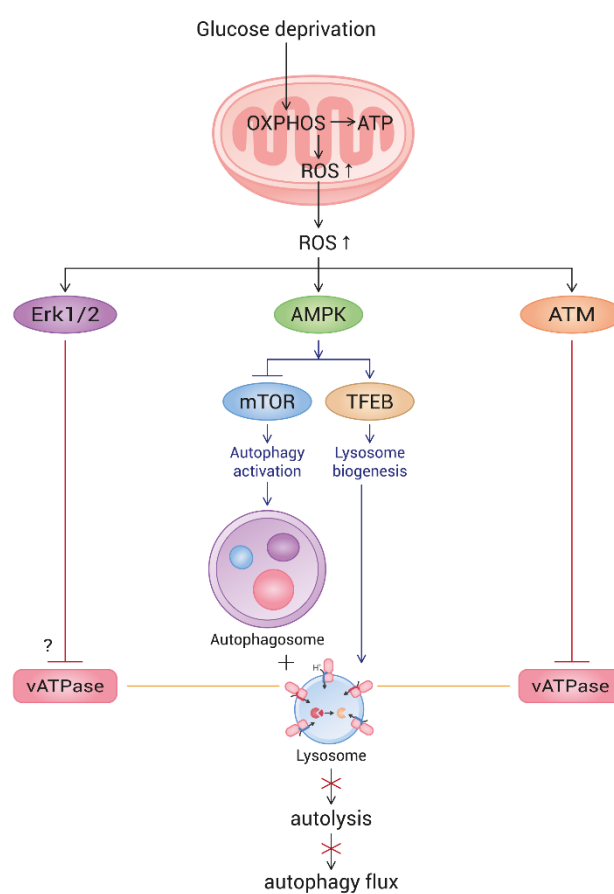 Glucose deprivation
OXPHOS ATP
ROS ↑
ROS ↑
Erk1/2 AMPK ATM
mTOR TFEB
Autophagy
activation
Lysosome
biogenesis
Autophagosome
?
+
H⁺
vATPase vATPase
Lysosome
autolysis
autophagy flux